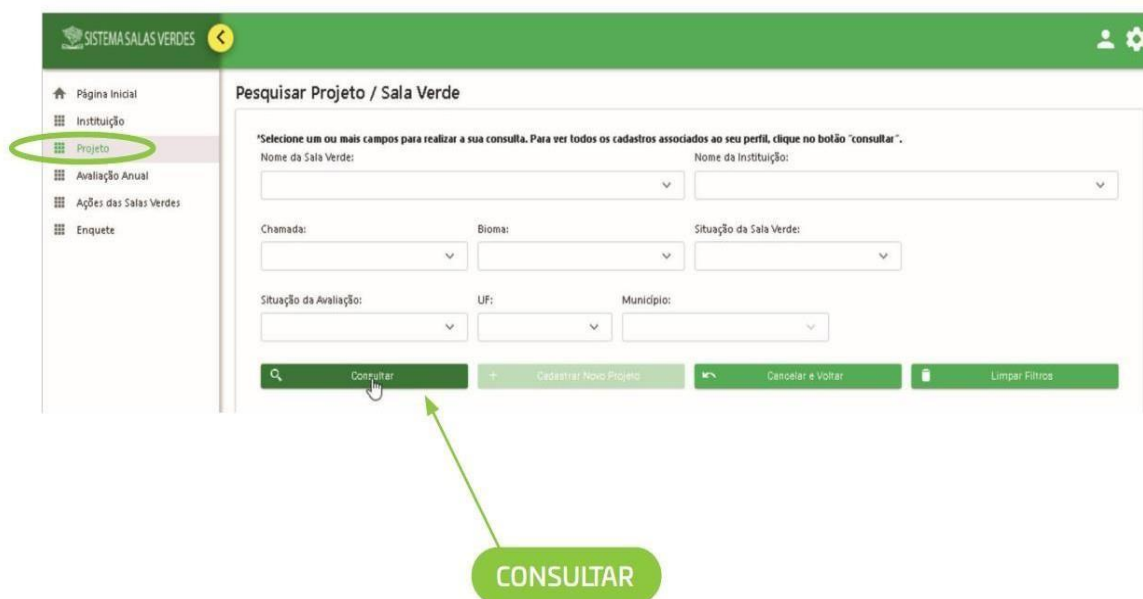 SISTEMA SALAS VERDES
Página Inicial
Instituição
Projeto
Avaliação Anual
Ações das Salas Verdes
Enquete
Pesquisar Projeto / Sala Verde
*Selecione um ou mais campos para realizar a sua consulta. Para ver todos os cadastros associados ao seu perfil, clique no botão "consultar".
Nome da Sala Verde: Nome da Instituição:
Chamada: Bioma: Situação da Sala Verde:
Situação da Avaliação: UF: Município:
Consultar + Cadastrar Novo Projeto Cancelar e Voltar Limpar Filtros
CONSULTAR